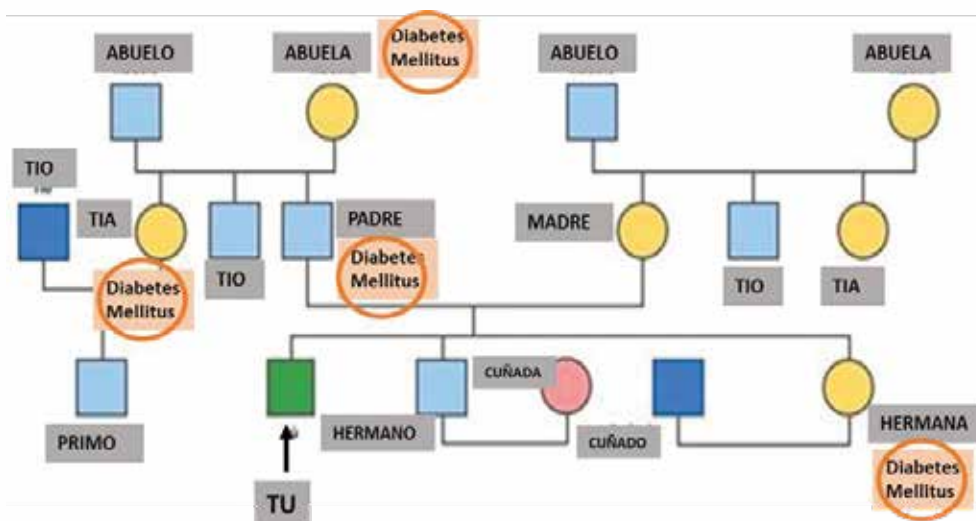 ABUELO
ABUELA
Diabetes
Mellitus
ABUELO
ABUELA
TIO
TIA
Diabetes
Mellitus
TIO
PADRE
Diabetes
Mellitus
MADRE
TIO
TIA
PRIMO
TU
HERMANO
CUÑADA
CUÑADO
HERMANA
Diabetes
Mellitus